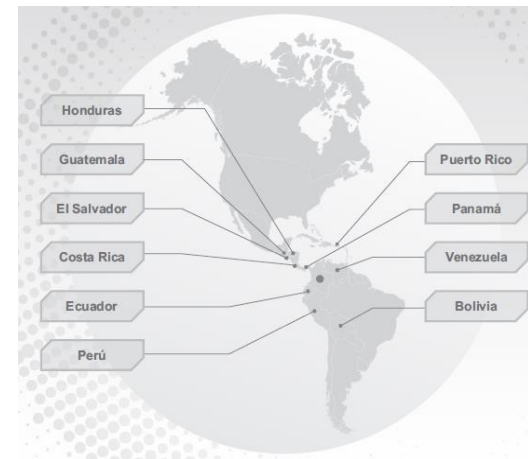 Honduras
Guatemala
El Salvador
Costa Rica
Ecuador
Perú
Puerto Rico
Panamá
Venezuela
Bolivia